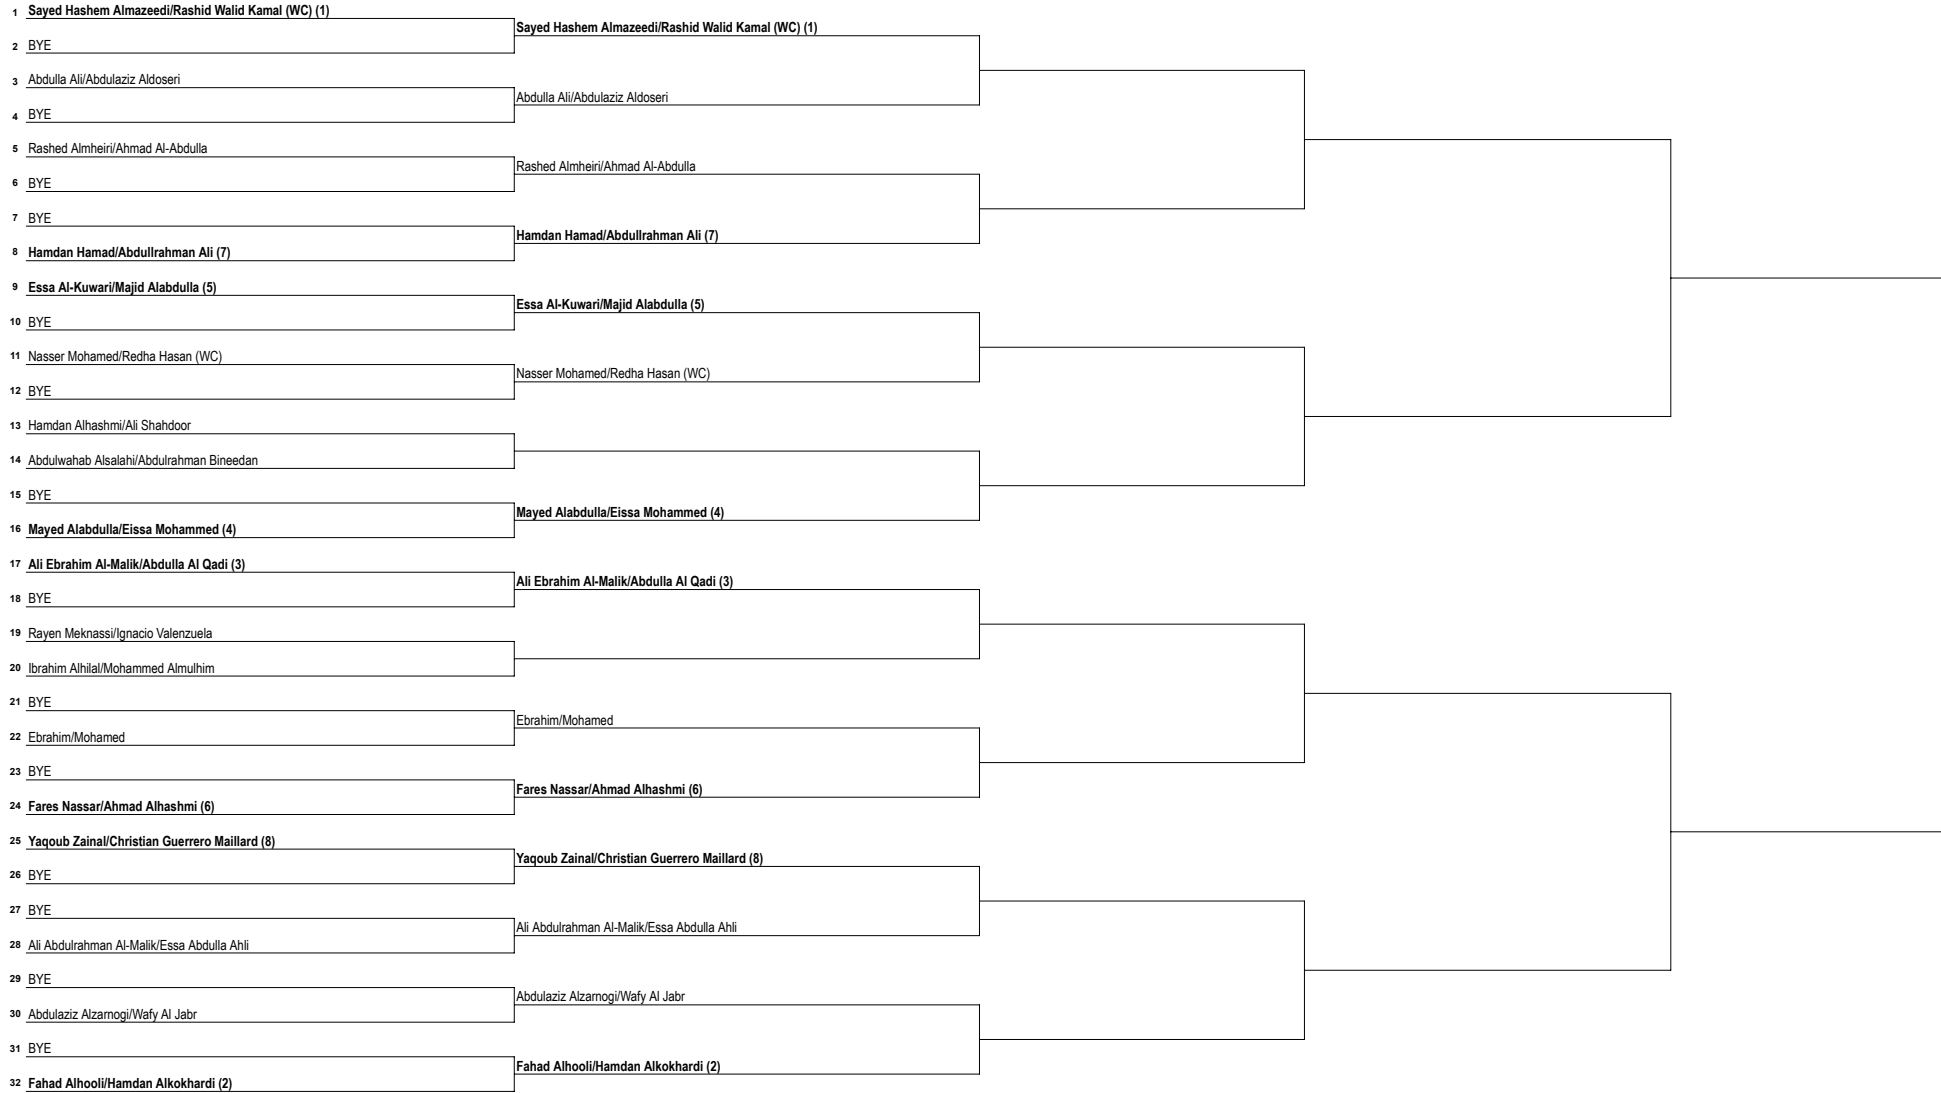 1 Sayed Hashem Almazeedi/Rashid Walid Kamal (WC) (1)
Sayed Hashem Almazeedi/Rashid Walid Kamal (WC) (1)
2 BYE
3 Abdulla Ali/Abdulaziz Aldoseri
Abdulla Ali/Abdulaziz Aldoseri
4 BYE
5 Rashed Almheiri/Ahmad Al-Abdulla
Rashed Almheiri/Ahmad Al-Abdulla
6 BYE
7 BYE
Hamdan Hamad/Abdullrahman Ali (7)
8 Hamdan Hamad/Abdullrahman Ali (7)
9 Essa Al-Kuwari/Majid Alabdulla (5)
Essa Al-Kuwari/Majid Alabdulla (5)
10 BYE
11 Nasser Mohamed/Redha Hasan (WC)
Nasser Mohamed/Redha Hasan (WC)
12 BYE
13 Hamdan Alhashmi/Ali Shahdoor
14 Abdulwahab Alsalahi/Abdulrahman Bineedan
15 BYE
Mayed Alabdulla/Eissa Mohammed (4)
16 Mayed Alabdulla/Eissa Mohammed (4)
17 Ali Ebrahim Al-Malik/Abdulla Al Qadi (3)
Ali Ebrahim Al-Malik/Abdulla Al Qadi (3)
18 BYE
19 Rayen Meknassi/Ignacio Valenzuela
20 Ibrahim Alhilal/Mohammed Almulhim
21 BYE
Ebrahim/Mohamed
22 Ebrahim/Mohamed
23 BYE
Fares Nassar/Ahmad Alhashmi (6)
24 Fares Nassar/Ahmad Alhashmi (6)
25 Yaqoub Zainal/Christian Guerrero Maillard (8)
Yaqoub Zainal/Christian Guerrero Maillard (8)
26 BYE
27 BYE
Ali Abdulrahman Al-Malik/Essa Abdulla Ahli
28 Ali Abdulrahman Al-Malik/Essa Abdulla Ahli
29 BYE
Abdulaziz Alzarnogi/Wafy Al Jabr
30 Abdulaziz Alzarnogi/Wafy Al Jabr
31 BYE
Fahad Alhooli/Hamdan Alkokhardi (2)
32 Fahad Alhooli/Hamdan Alkokhardi (2)